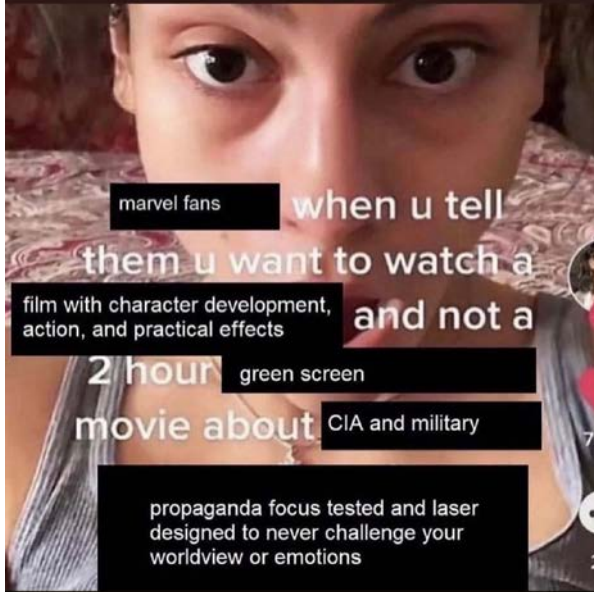 marvel fans when u tell
them u want to watch a
film with character development,
action, and practical effects and not a
2 hour green screen
movie about CIA and military
propaganda focus tested and laser
designed to never challenge your
worldview or emotions